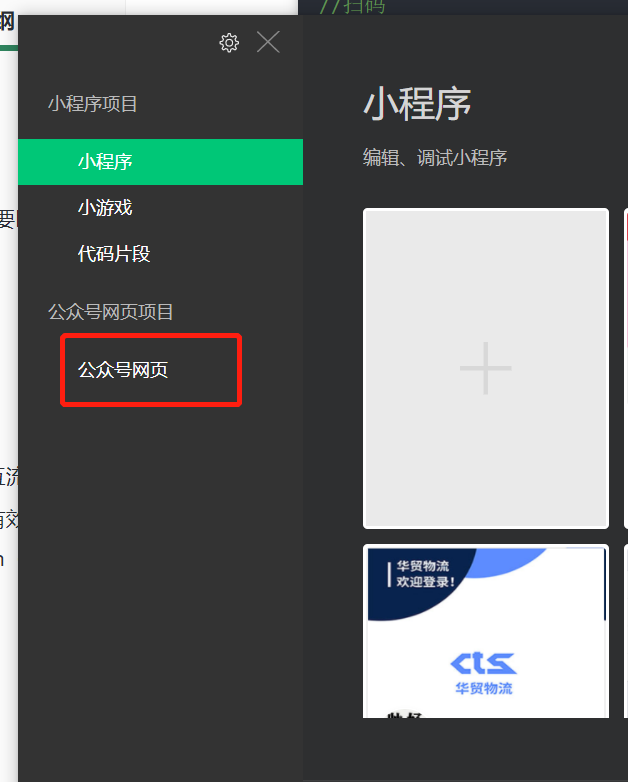 //扫码
纲
小程序项目
小程序
小游戏
代码片段
公众号网页项目
公众号网页
小程序
编辑、调试小程序
华贸物流
欢迎登录!
cts
华贸物流
要
流
有效